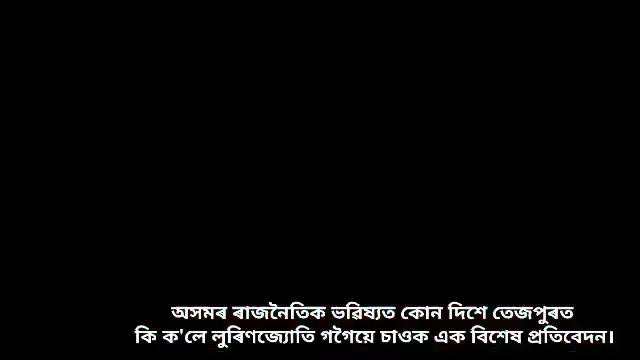 অসমৰ ৰাজনৈতিক ভৱিষ্যত কোন দিশে তেজপুৰত
কি ক'লে লুৰিণজ্যোতি গগৈয়ে চাওক এক বিশেষ প্ৰতিবেদন।